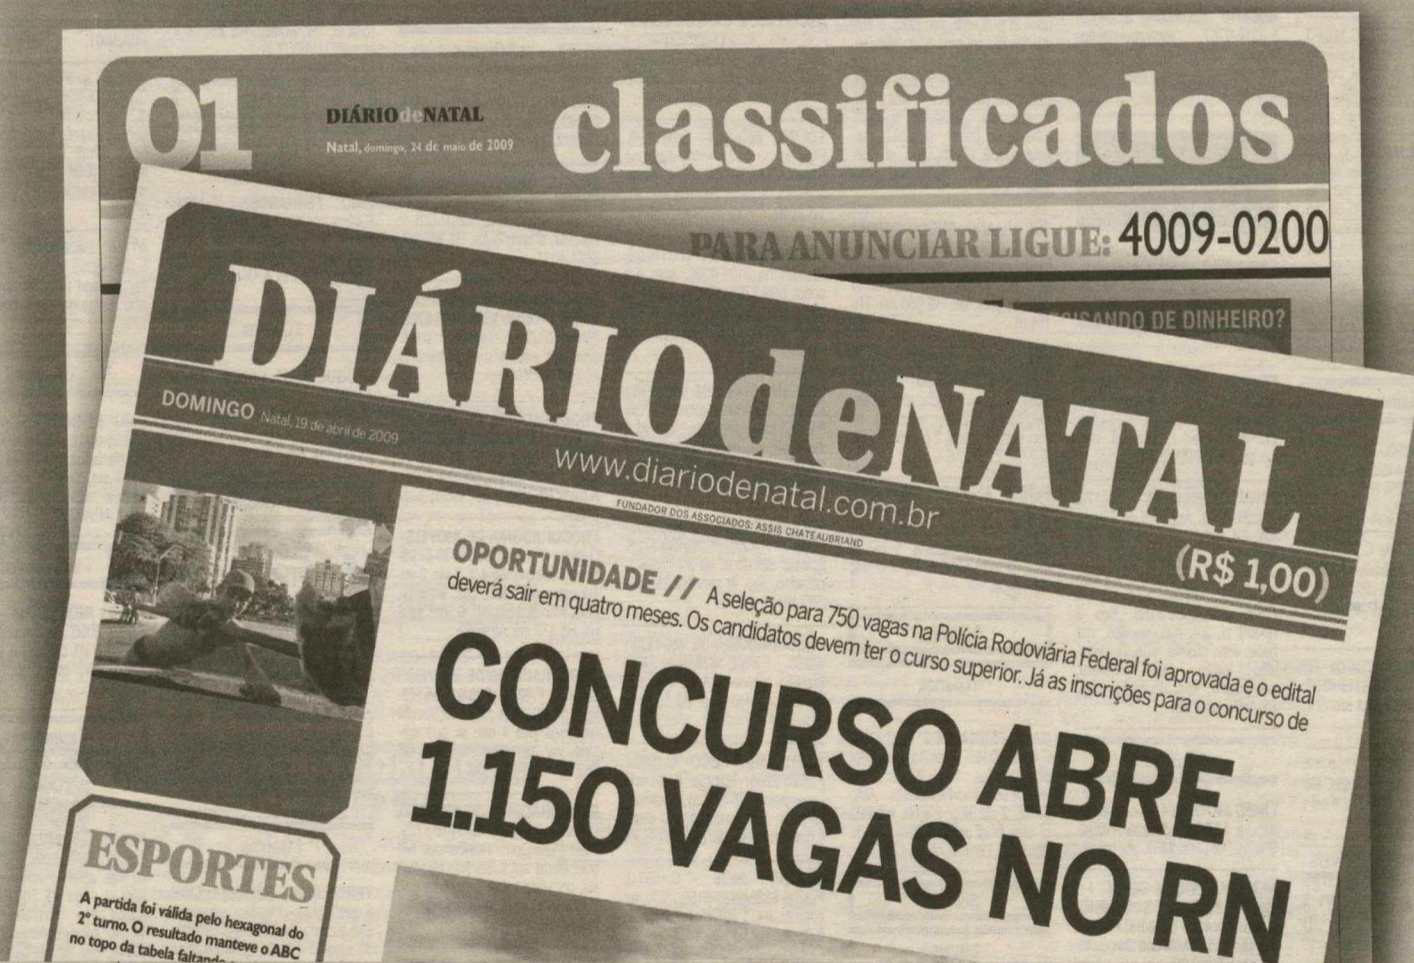 01
DIÁRIOdeNATAL
Natal, domingo, 24 de maio de 2009
classificados
PARA ANUNCIAR LIGUE: 4009-0200
DE DINHEIRO?
DIÁRIOdeNATAL
DOMINGO Natal, 19 de abril de 2009
www.diariodenatal.com.br
FUNDADOR DOS ASSOCIADOS: ASSIS CHATEAUBRIAND
(R$ 1,00)
OPORTUNIDADE // A seleção para 750 vagas na Polícia Rodoviária Federal foi aprovada e o edital
deverá sair em quatro meses. Os candidatos devem ter o curso superior. Já as inscrições para o concurso de
CONCURSO ABRE
1.150 VAGAS NO RN
ESPORTES
A partida foi válida pelo hexagonal do
2º turno. O resultado manteve o ABC
no topo da tabela faltando